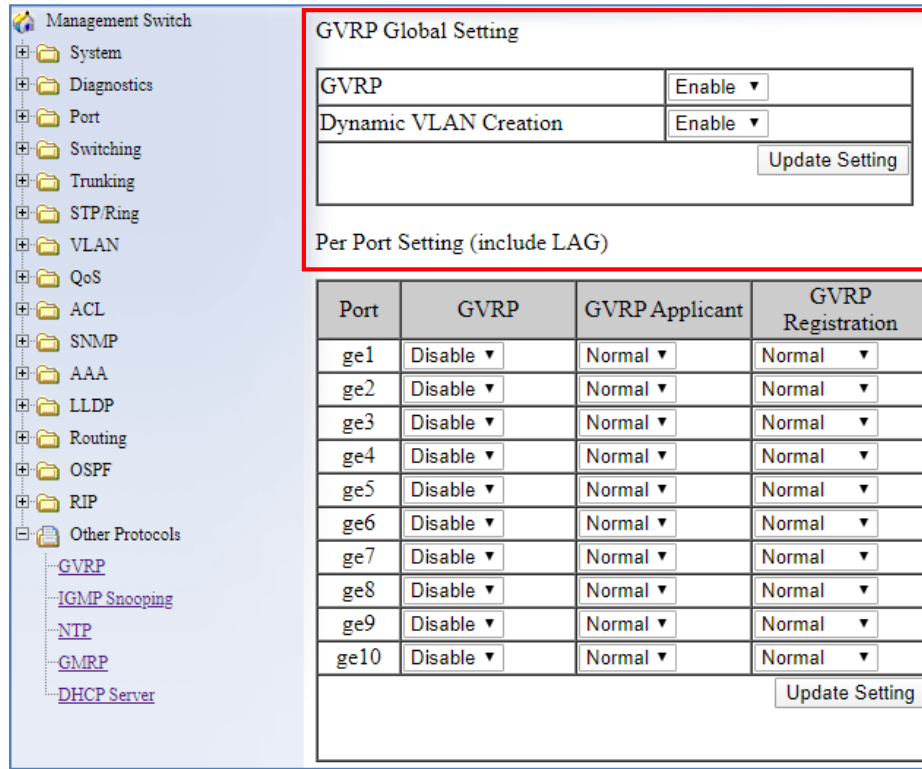 Management Switch
System
Diagnostics
Port
Switching
Trunking
STP/Ring
VLAN
QoS
ACL
SNMP
AAA
LLDP
Routing
OSPF
RIP
Other Protocols
GVRP
IGMP Snooping
NTP
GMRP
DHCP Server
GVRP Global Setting
GVRP Enable
Dynamic VLAN Creation Enable
Update Setting
Per Port Setting (include LAG)
Port GVRP GVRP Applicant GVRP Registration
ge1 Disable Normal Normal
ge2 Disable Normal Normal
ge3 Disable Normal Normal
ge4 Disable Normal Normal
ge5 Disable Normal Normal
ge6 Disable Normal Normal
ge7 Disable Normal Normal
ge8 Disable Normal Normal
ge9 Disable Normal Normal
ge10 Disable Normal Normal
Update Setting